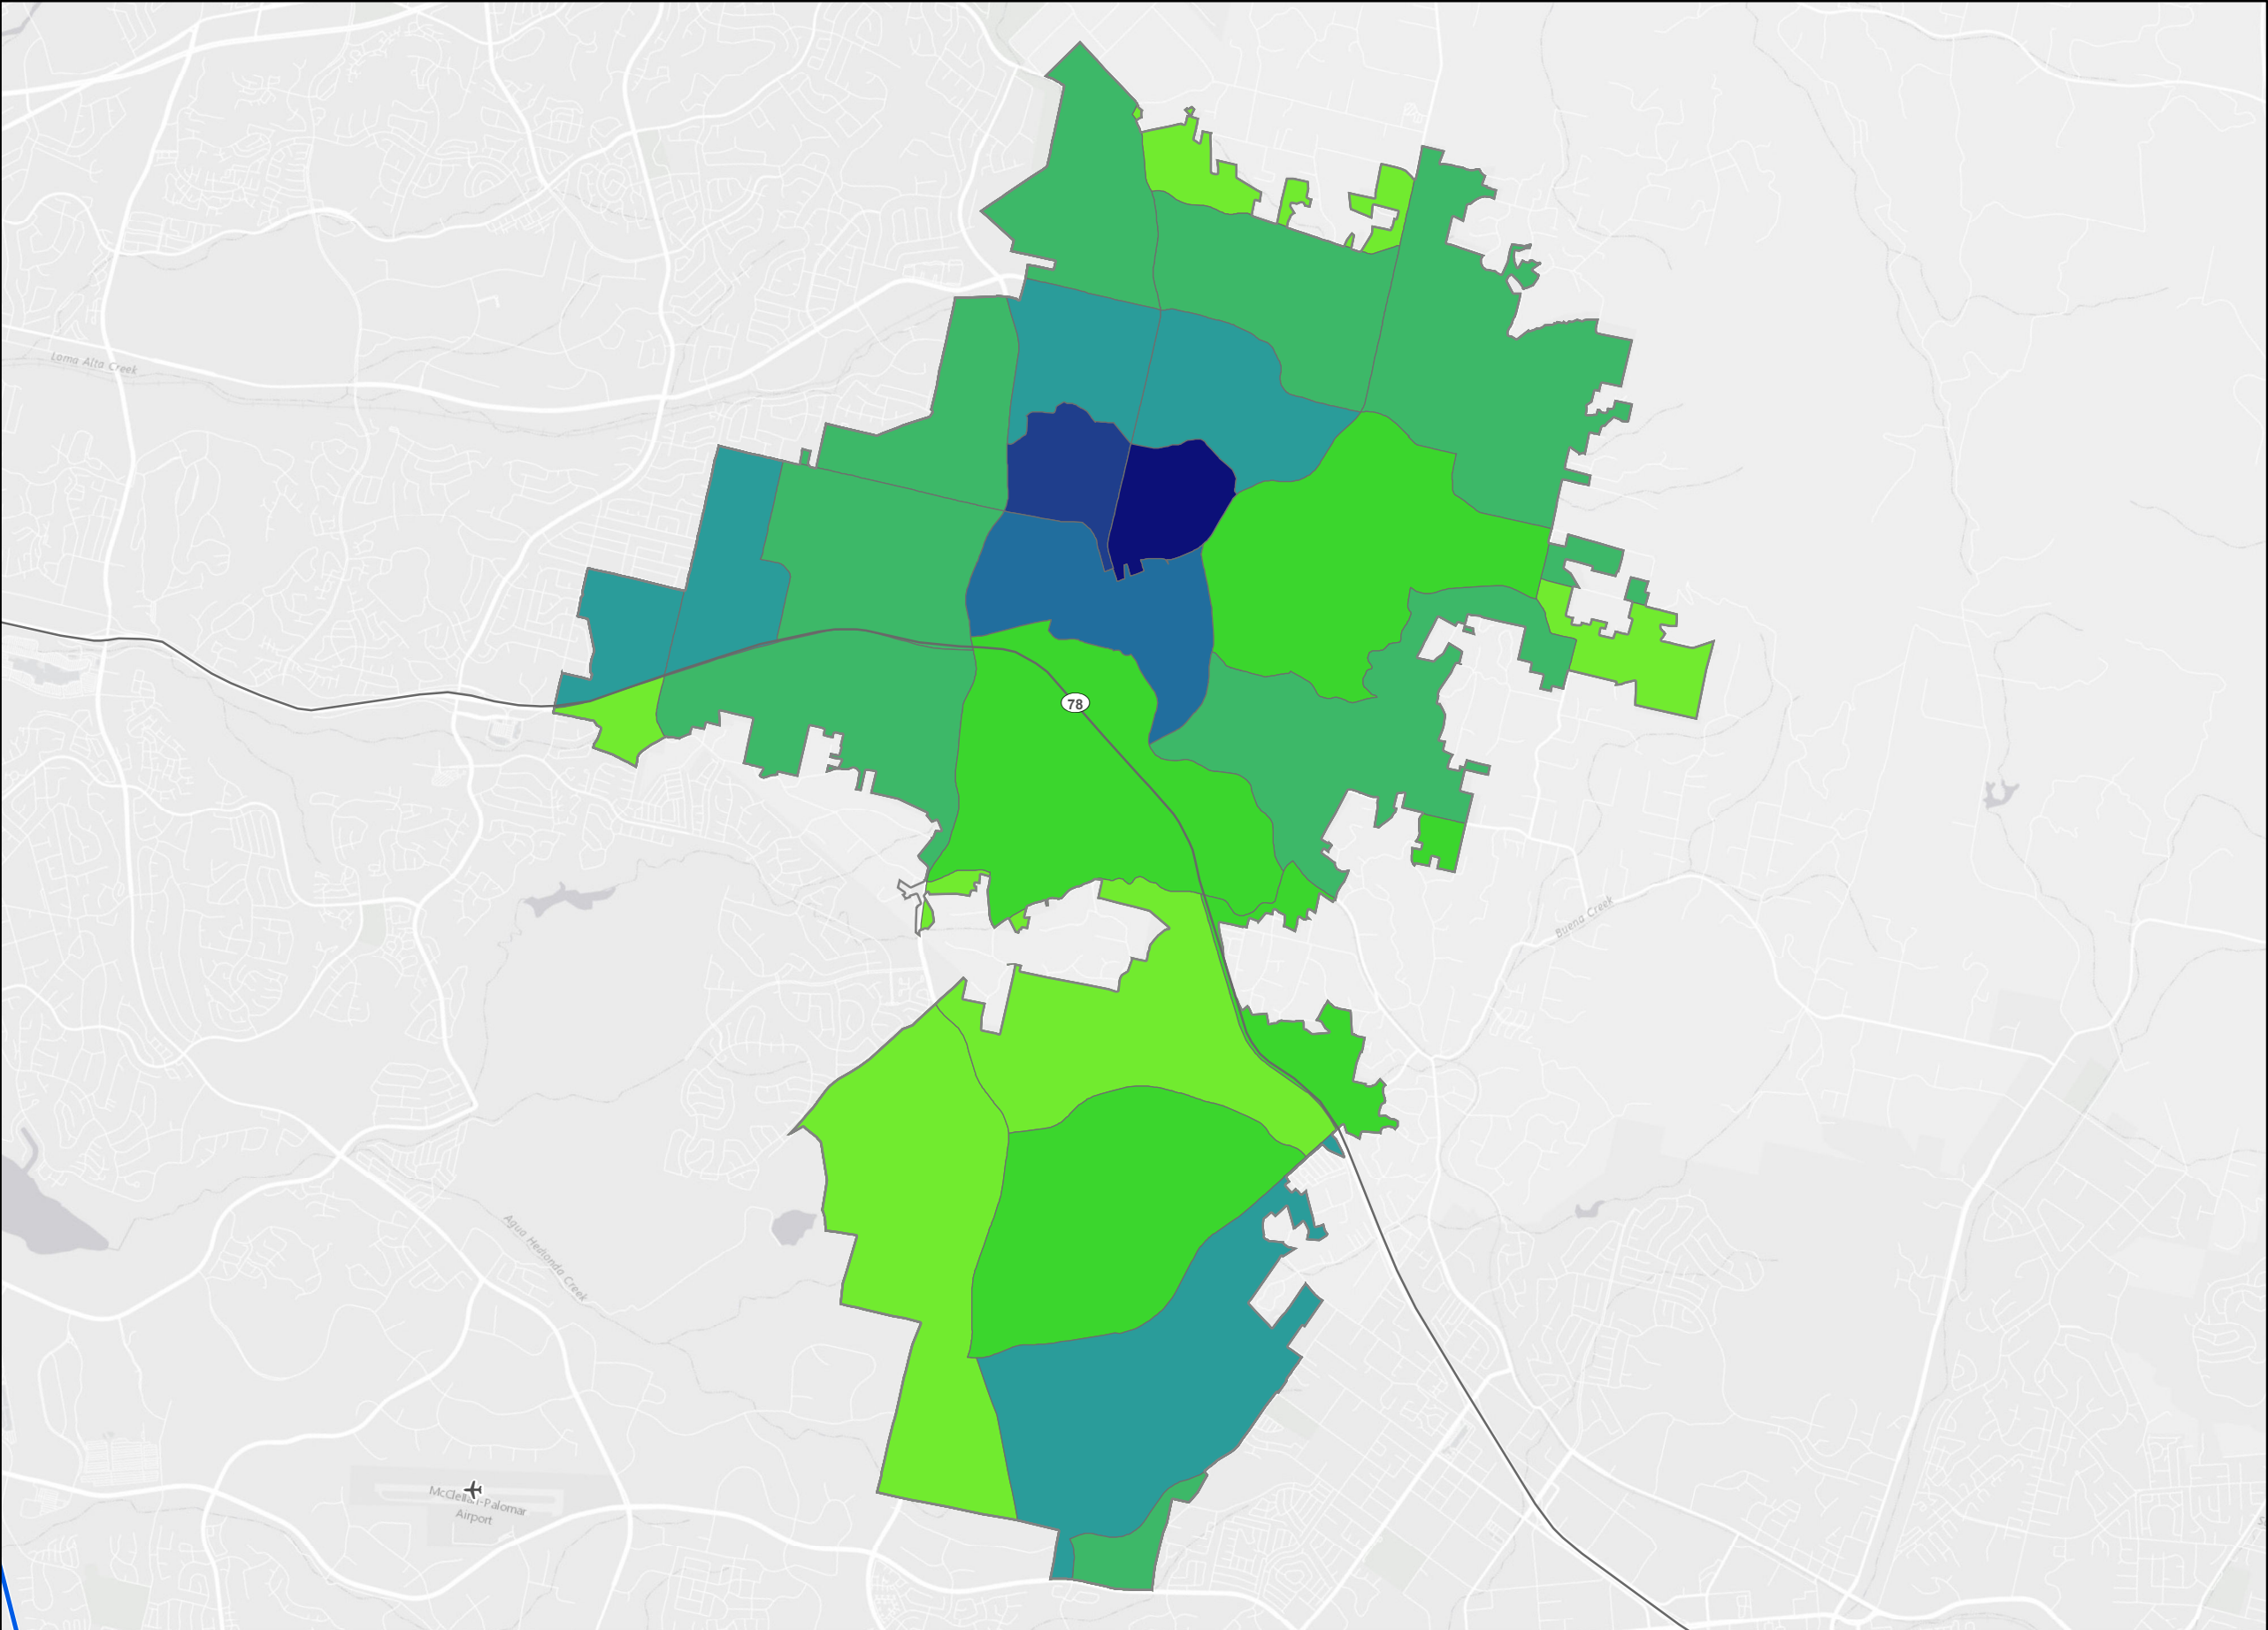 Loma Alta Creek
78
Buena Creek
Agua Hedionda Creek
McClellan-Palomar
Airport